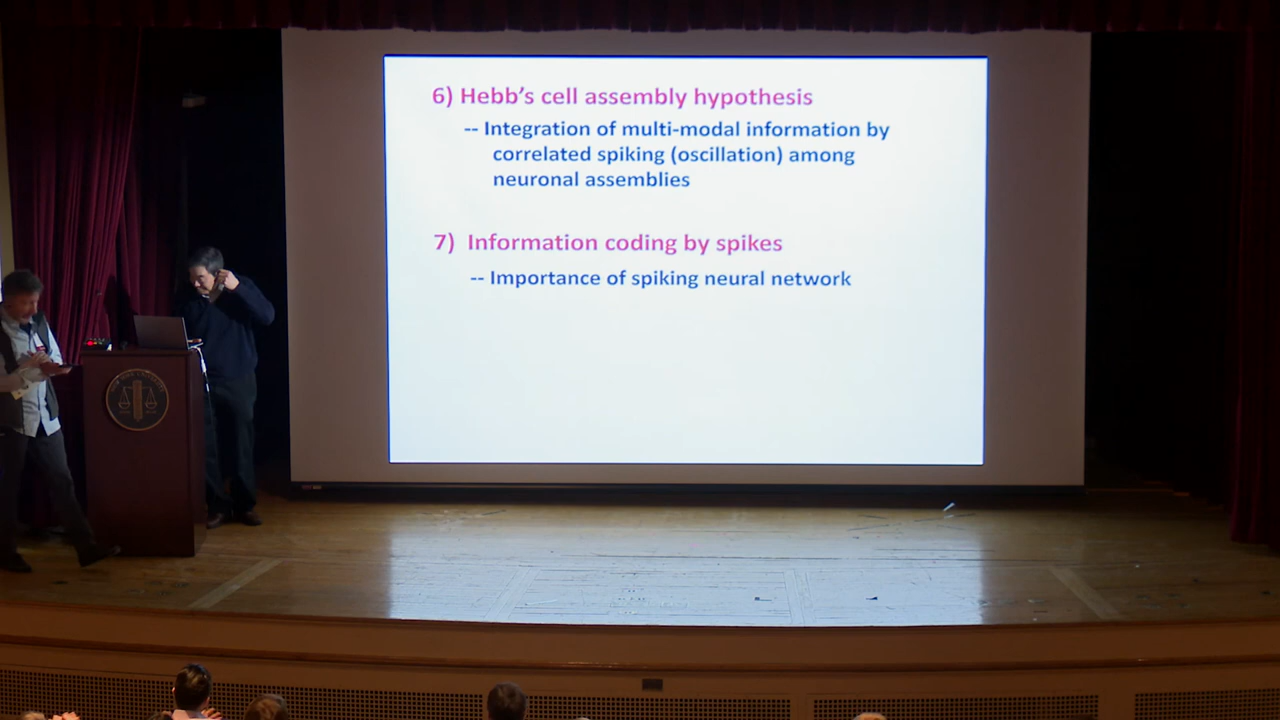 6) Hebb's cell assembly hypothesis
-- Integration of multi-modal information by
correlated spiking (oscillation) among
neuronal assemblies
7) Information coding by spikes
-- Importance of spiking neural network